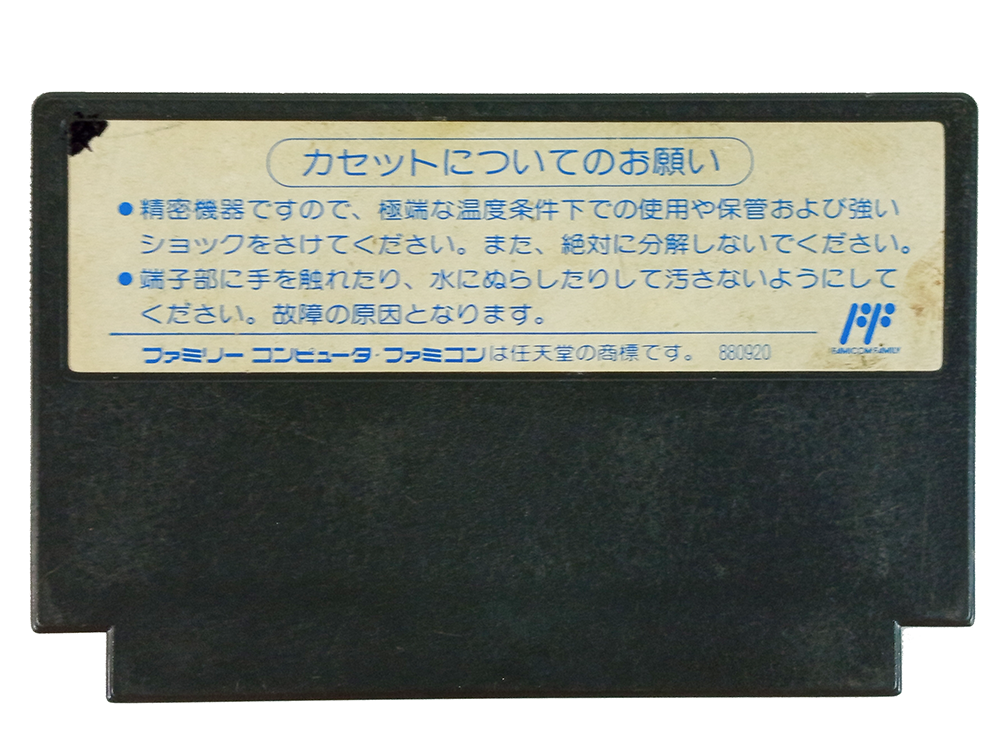 カセットについてのお願い
●精密機器ですので、極端な温度条件下での使用や保管および強い
ショックをさけてください。また、絶対に分解しないでください。
●端子部に手を触れたり、水にぬらしたりして汚さないようにして
ください。故障の原因となります。
FF
FAMICOM FAMILY
ファミリー コンピュータ・ファミコンは任天堂の商標です。 880920